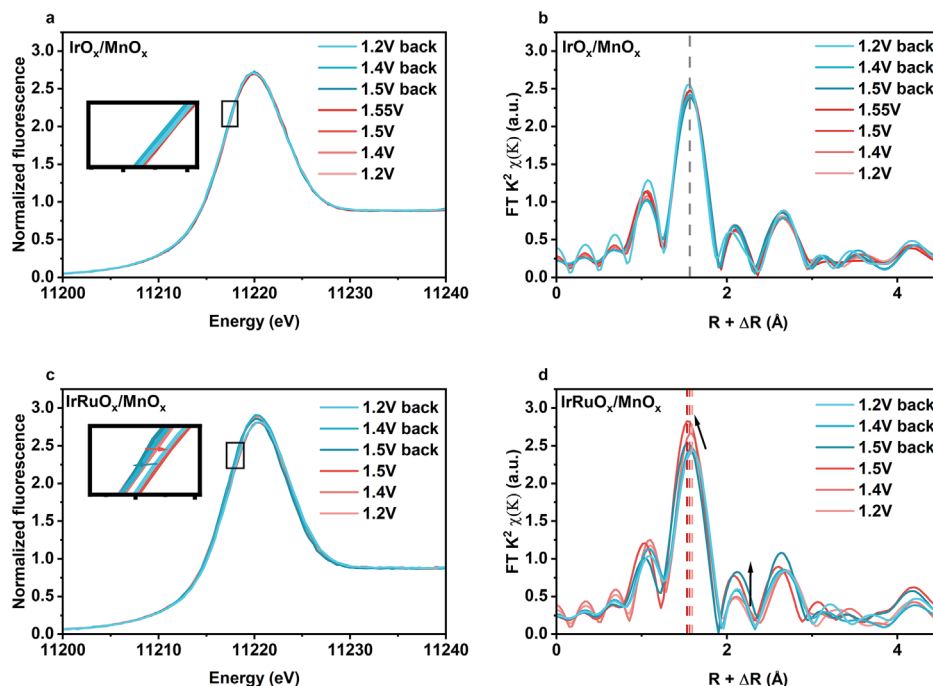 a
IrOₓ/MnOₓ
1.2V back
1.4V back
1.5V back
1.55V
1.5V
1.4V
1.2V
Normalized fluorescence
3.0
2.5
2.0
1.5
1.0
0.5
0.0
11200 11210 11220 11230 11240
Energy (eV)
b
IrOₓ/MnOₓ
1.2V back
1.4V back
1.5V back
1.55V
1.5V
1.4V
1.2V
FT K² χ(K) (a.u.)
3.0
2.5
2.0
1.5
1.0
0.5
0.0
0 2 4
R + ΔR (Å)
c
IrRuOₓ/MnOₓ
1.2V back
1.4V back
1.5V back
1.5V
1.4V
1.2V
Normalized fluorescence
3.0
2.5
2.0
1.5
1.0
0.5
0.0
11200 11210 11220 11230 11240
Energy (eV)
d
IrRuOₓ/MnOₓ
1.2V back
1.4V back
1.5V back
1.5V
1.4V
1.2V
FT K² χ(K) (a.u.)
3.0
2.5
2.0
1.5
1.0
0.5
0.0
0 2 4
R + ΔR (Å)